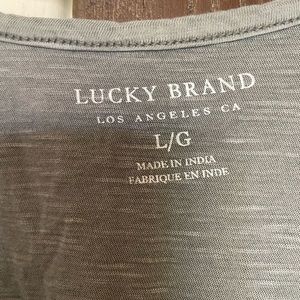 LUCKY BRAND
LOS ANGELES CA
L/G
MADE IN INDIA
FABRIQUE EN INDE